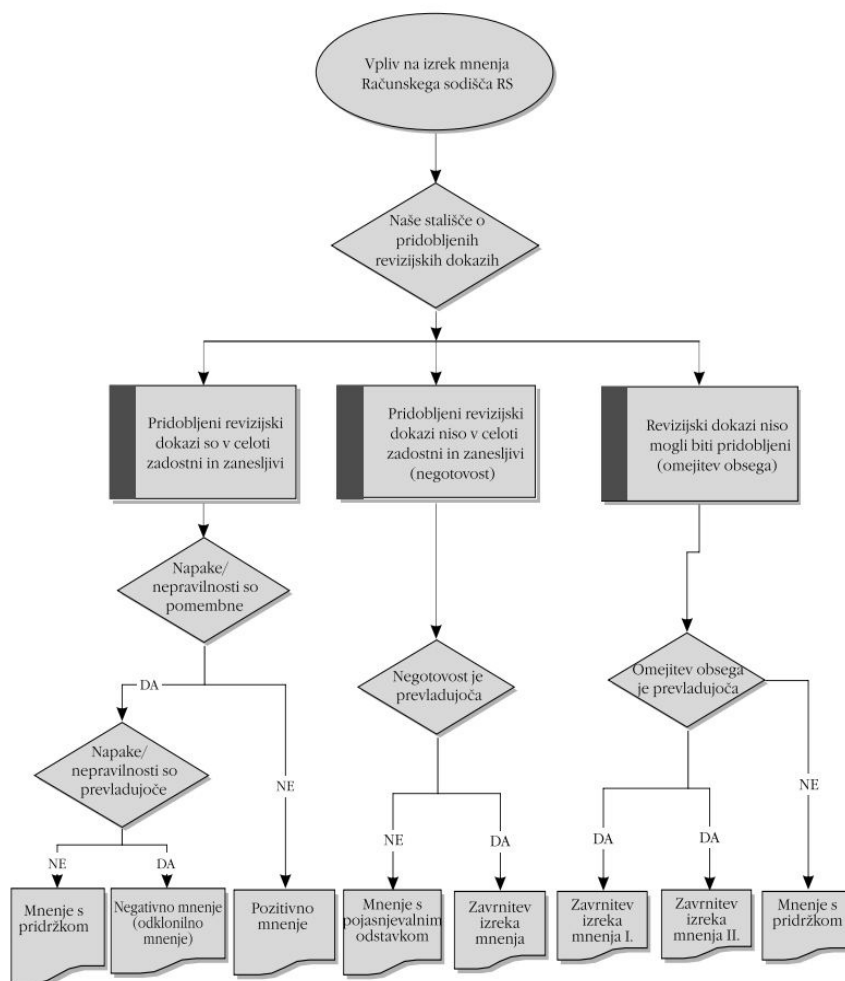 Vpliv na izrek mnenja
Računskega sodišča RS
Naše stališče o
pridobljenih
revizijskih dokazih
Pridobljeni revizijski
dokazi so v celoti
zadostni in zanesljivi
Pridobljeni revizijski
dokazi niso v celoti
zadostni in zanesljivi
(negotovost)
Revizijski dokazi niso
mogli biti pridobljeni
(omejitev obsega)
Napake/
nepravilnosti so
pomembne
Negotovost je
prevladujoča
Omejitev obsega
je prevladujoča
DA
Napake/
nepravilnosti so
prevladujoče
NE
NE
NE
DA
DA
DA
NE
DA
Mnenje s
pridržkom
Negativno mnenje
(odklonilno
mnenje)
Pozitivno
mnenje
Mnenje s
pojasnjevalnim
odstavkom
Zavrnitev
izreka
mnenja
Zavrnitev
izreka
mnenja I.
Zavrnitev
izreka
mnenja II.
Mnenje s
pridržkom